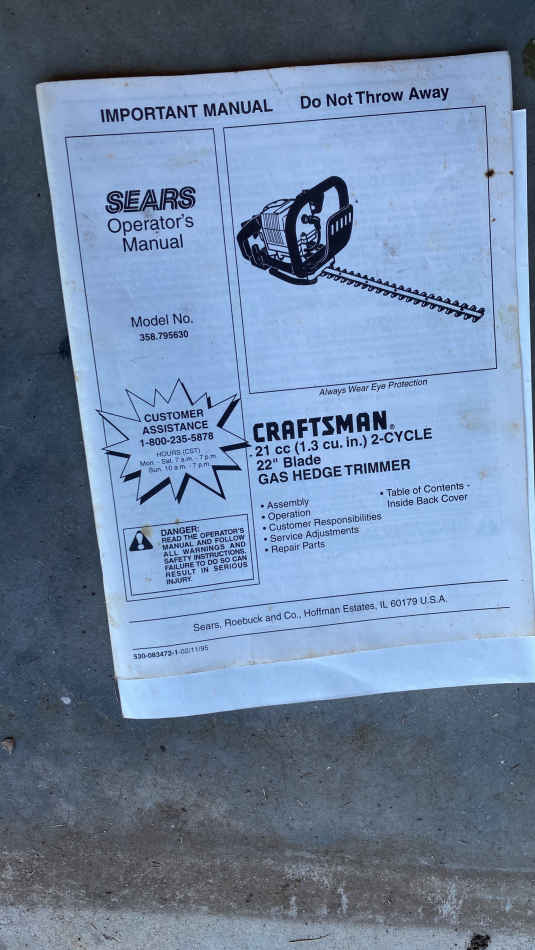 IMPORTANT MANUAL Do Not Throw Away
SEARS
Operator's
Manual
Model No.
358.795630
CUSTOMER
ASSISTANCE
1-800-235-5878
HOURS (CST)
Mon. - Sat. 7 a.m. - 7 p.m.
Sun. 10 a.m. - 7 p.m.
DANGER:
READ THE OPERATOR'S
MANUAL AND FOLLOW
ALL WARNINGS AND
SAFETY INSTRUCTIONS.
FAILURE TO DO SO CAN
RESULT IN SERIOUS
INJURY.
Always Wear Eye Protection
CRAFTSMAN®
21 cc (1.3 cu. in.) 2-CYCLE
22" Blade
GAS HEDGE TRIMMER
• Assembly
• Operation
• Customer Responsibilities
• Service Adjustments
• Repair Parts
• Table of Contents -
Inside Back Cover
Sears, Roebuck and Co., Hoffman Estates, IL 60179 U.S.A.
530-083472-1-02/11/95